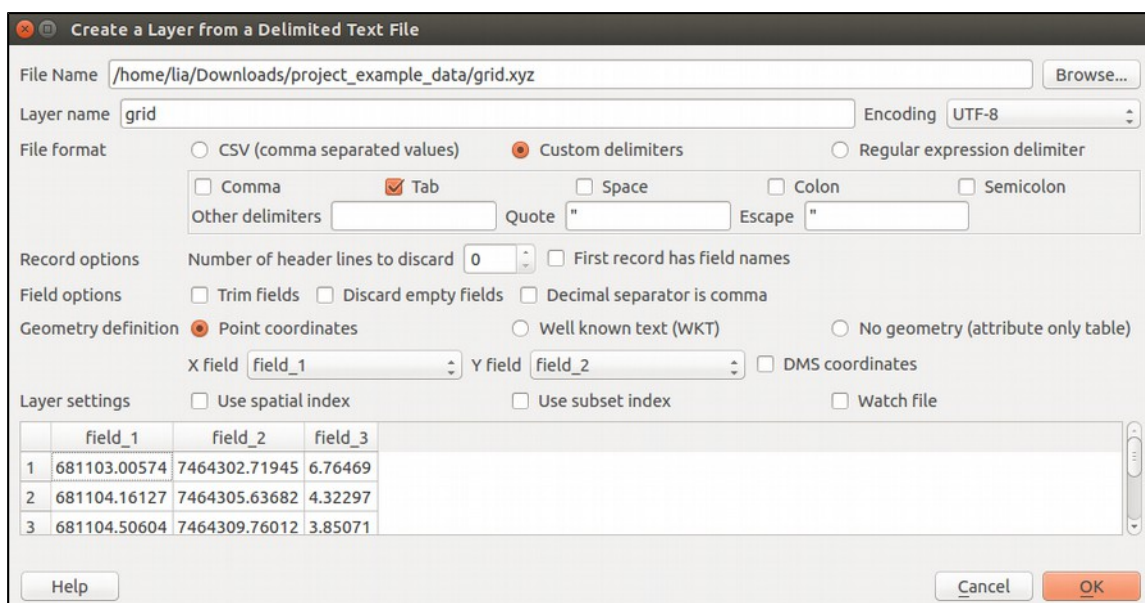 Create a Layer from a Delimited Text File
File Name /home/lia/Downloads/project_example_data/grid.xyz Browse...
Layer name grid Encoding UTF-8
File format CSV (comma separated values) Custom delimiters Regular expression delimiter
Comma Tab Space Colon Semicolon
Other delimiters Quote " Escape "
Record options Number of header lines to discard 0 First record has field names
Field options Trim fields Discard empty fields Decimal separator is comma
Geometry definition Point coordinates Well known text (WKT) No geometry (attribute only table)
X field field_1 Y field field_2 DMS coordinates
Layer settings Use spatial index Use subset index Watch file
field_1 field_2 field_3
1 681103.00574 7464302.71945 6.76469
2 681104.16127 7464305.63682 4.32297
3 681104.50604 7464309.76012 3.85071
Help Cancel OK